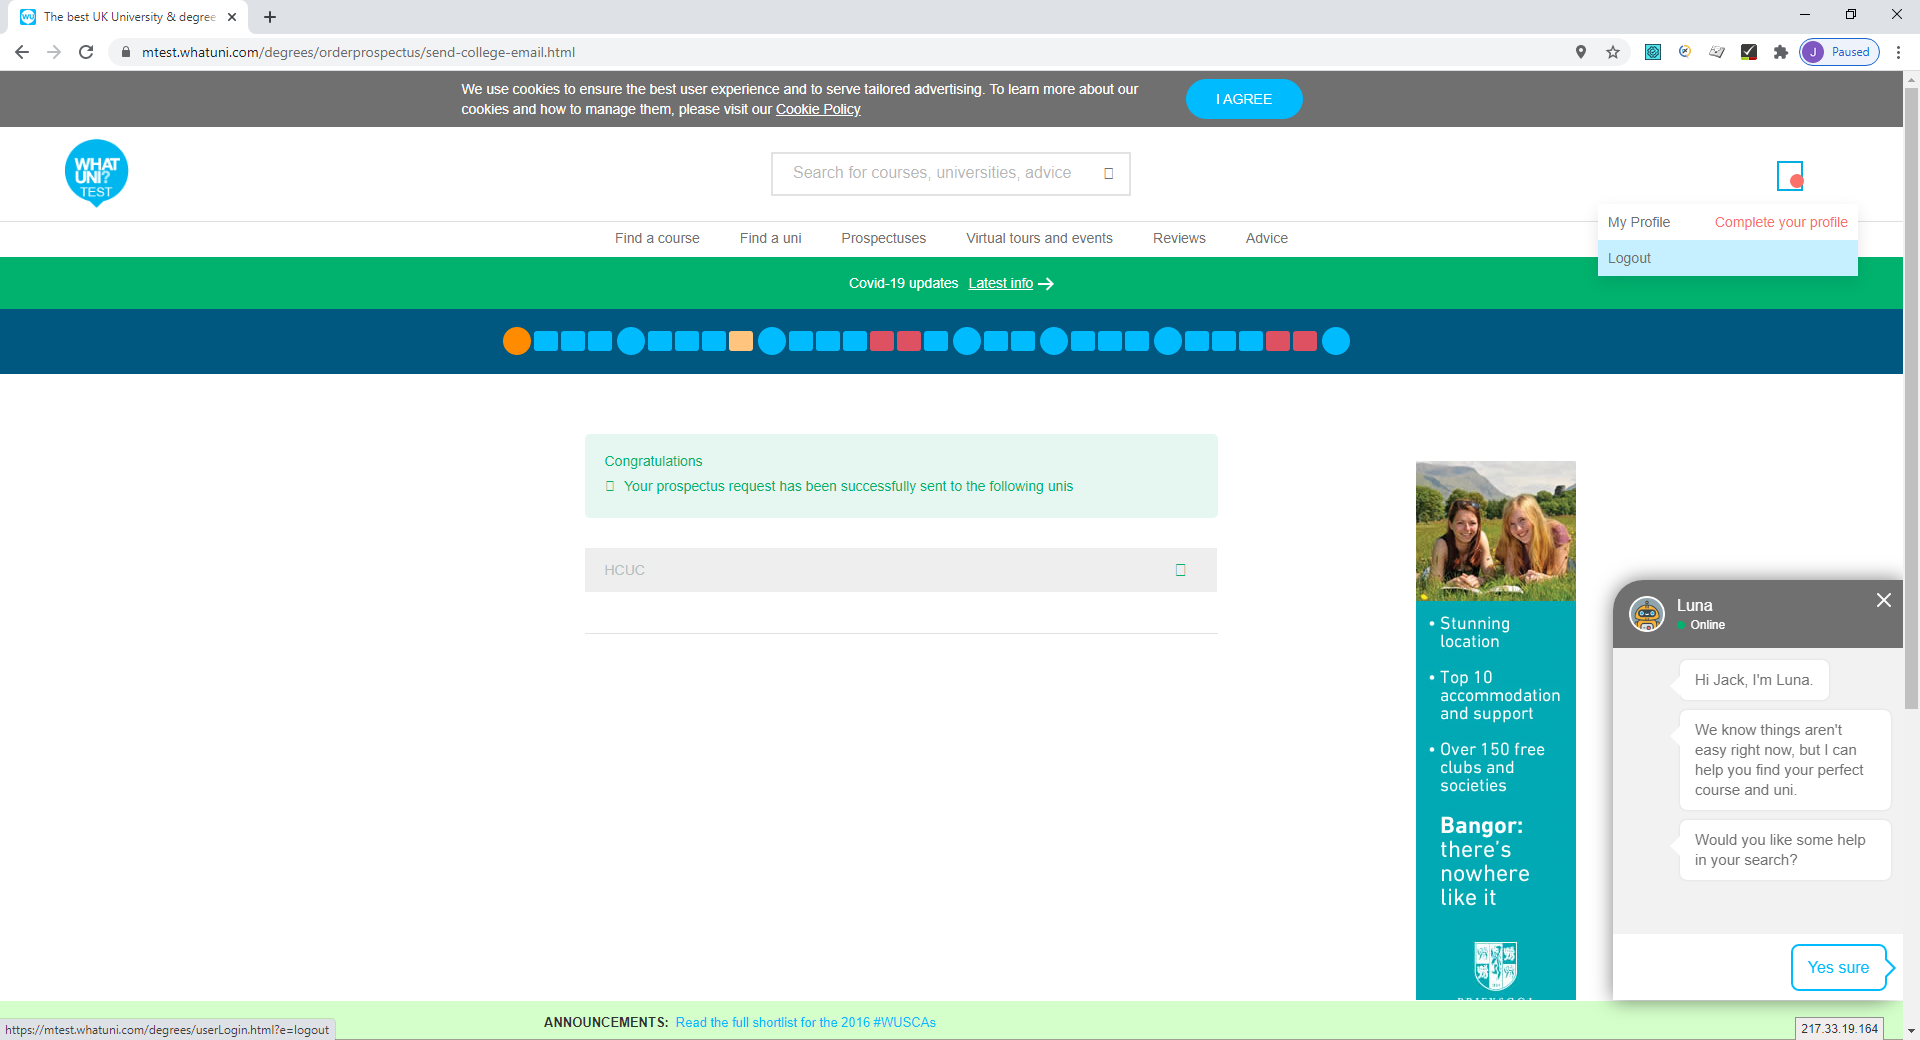 The best UK University & degree
mtest.whatuni.com/degrees/orderprospectus/send-college-email.html
J Paused
We use cookies to ensure the best user experience and to serve tailored advertising. To learn more about our
cookies and how to manage them, please visit our Cookie Policy
I AGREE
WHAT
UNI?
TEST
Search for courses, universities, advice
My Profile Complete your profile
Logout
Find a course Find a uni Prospectuses Virtual tours and events Reviews Advice
Covid-19 updates Latest info
Congratulations
Your prospectus request has been successfully sent to the following unis
HCUC
• Stunning
location
• Top 10
accommodation
and support
• Over 150 free
clubs and
societies
Bangor:
there's
nowhere
like it
Luna
Online
Hi Jack, I'm Luna.
We know things aren't
easy right now, but I can
help you find your perfect
course and uni.
Would you like some help
in your search?
Yes sure
ANNOUNCEMENTS: Read the full shortlist for the 2016 #WUSCAs
https://mtest.whatuni.com/degrees/userLogin.html?e=logout
217.33.19.164